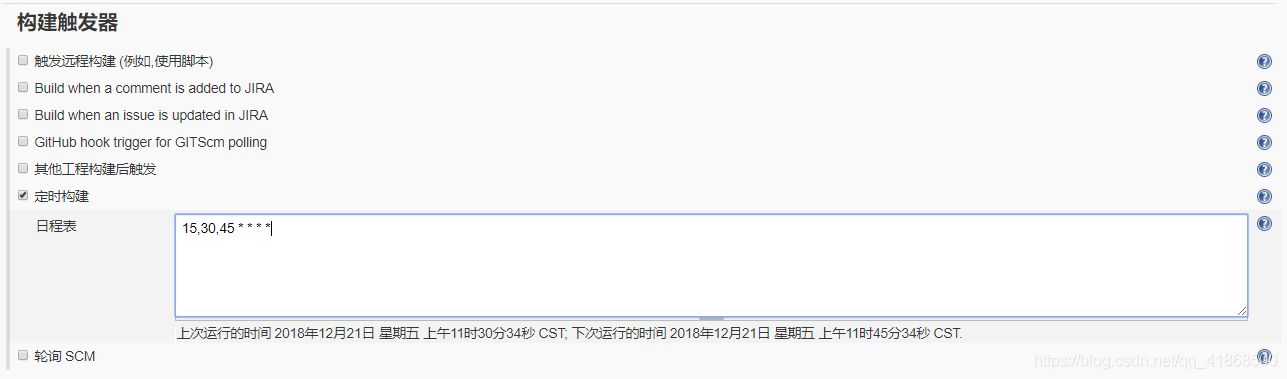 构建触发器
触发远程构建 (例如,使用脚本)
Build when a comment is added to JIRA
Build when an issue is updated in JIRA
GitHub hook trigger for GITScm polling
其他工程构建后触发
定时构建
日程表
15,30,45 * * * *
上次运行的时间 2018年12月21日 星期五 上午11时30分34秒 CST; 下次运行的时间 2018年12月21日 星期五 上午11时45分34秒 CST.
轮询 SCM